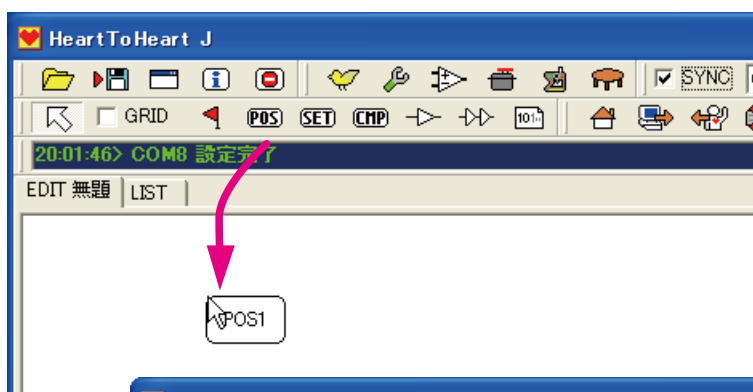 HeartToHeart J
SYNC
GRID
POS SET CMP 101
20:01:46> COM8 設定完了
EDIT 無題 LIST
POS1